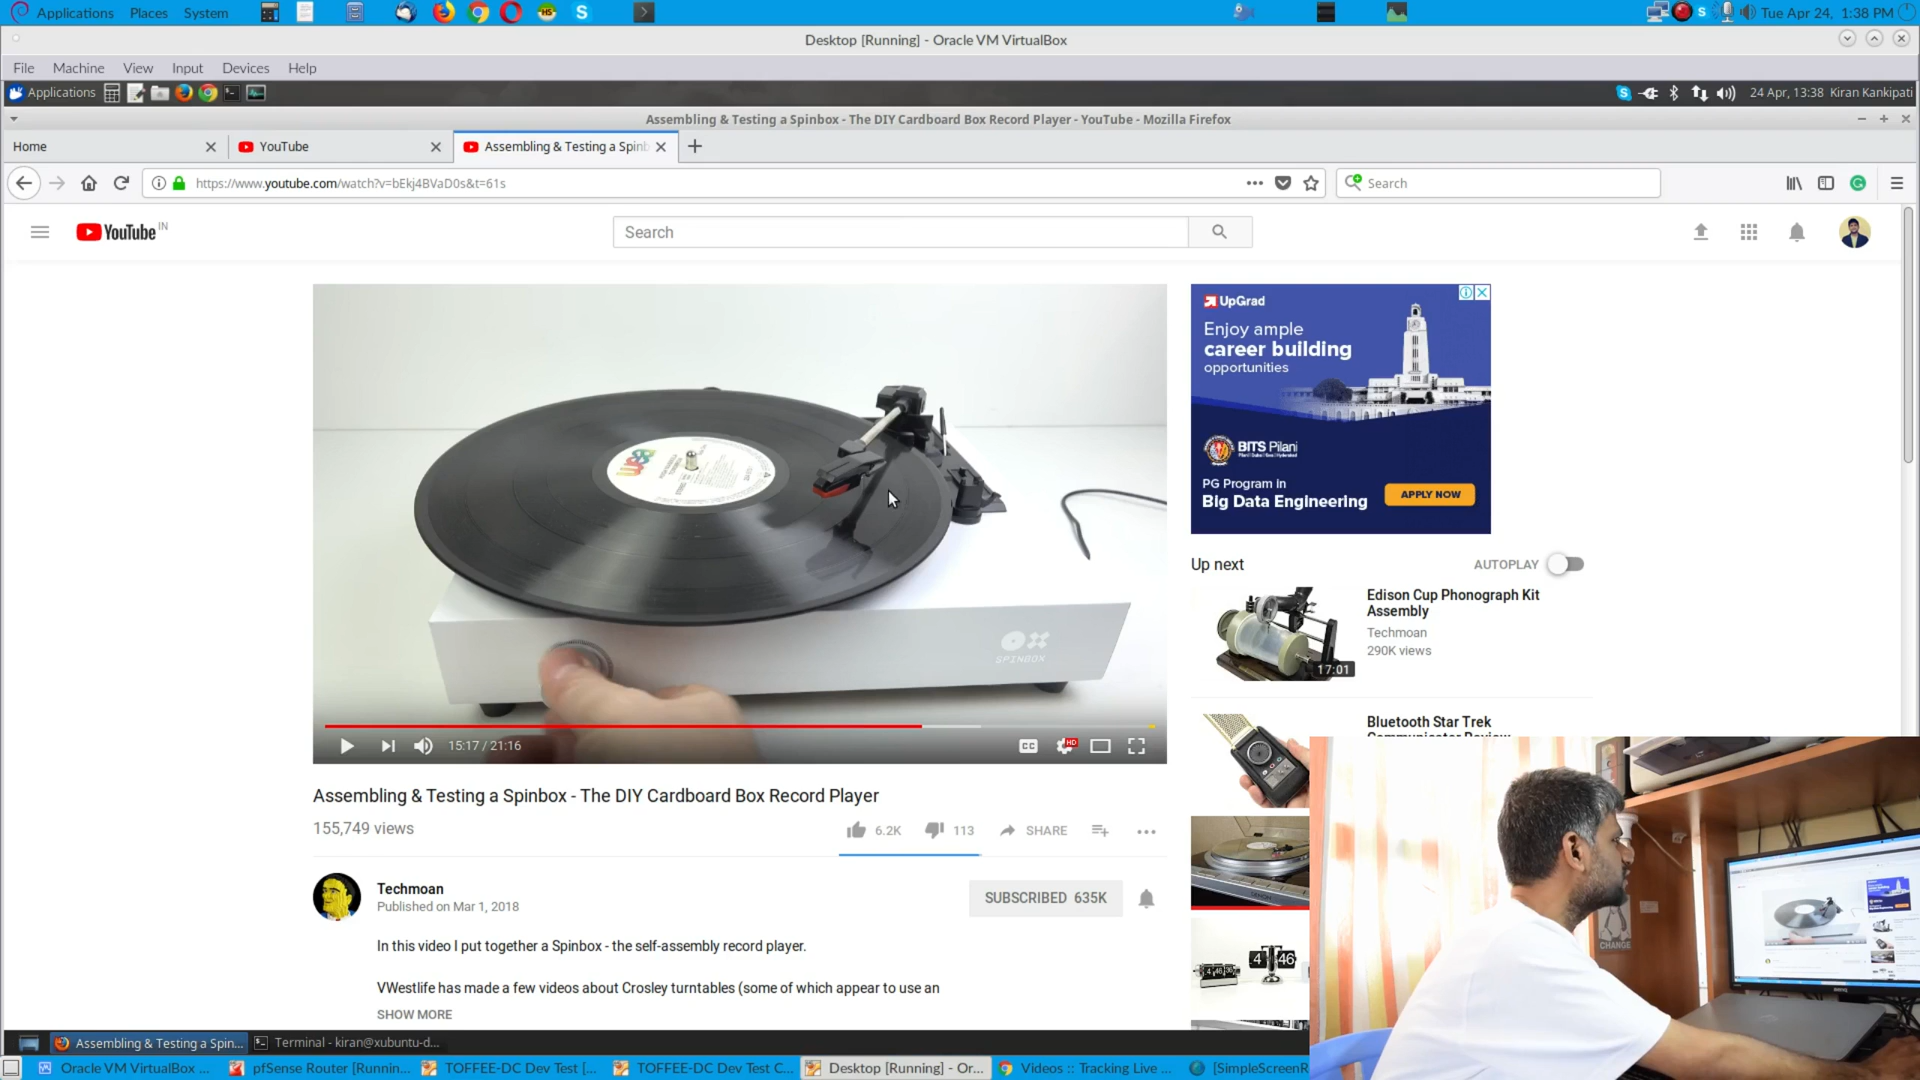 Applications Places System
Tue Apr 24, 1:38 PM
Desktop [Running] - Oracle VM VirtualBox
File Machine View Input Devices Help
Applications
24 Apr, 13:38 Kiran Kankipati
Assembling & Testing a Spinbox - The DIY Cardboard Box Record Player - YouTube - Mozilla Firefox
Home
YouTube
Assembling & Testing a Spinb
https://www.youtube.com/watch?v=bEkj4BVaD0s&t=61s
Search
YouTube IN
Search
UpGrad
Enjoy ample
career building
opportunities
BITS Pilani
PG Program in
Big Data Engineering
APPLY NOW
SPINBOX
15:17 / 21:16
CC
HD
Up next
AUTOPLAY
Edison Cup Phonograph Kit
Assembly
Techmoan
290K views
17:01
Bluetooth Star Trek
Assembling & Testing a Spinbox - The DIY Cardboard Box Record Player
155,749 views
6.2K
113
SHARE
Techmoan
Published on Mar 1, 2018
SUBSCRIBED 635K
In this video I put together a Spinbox - the self-assembly record player.
VWestlife has made a few videos about Crosley turntables (some of which appear to use an
SHOW MORE
4 46
CHANGE
Assembling & Testing a Spin...
Terminal - kiran@xubuntu-d...
Oracle VM VirtualBox ...
pfSense Router [Runnin...
TOFFEE-DC Dev Test [...
TOFFEE-DC Dev Test C...
Desktop [Running] - Or...
Videos :: Tracking Live ...
[SimpleScreenR